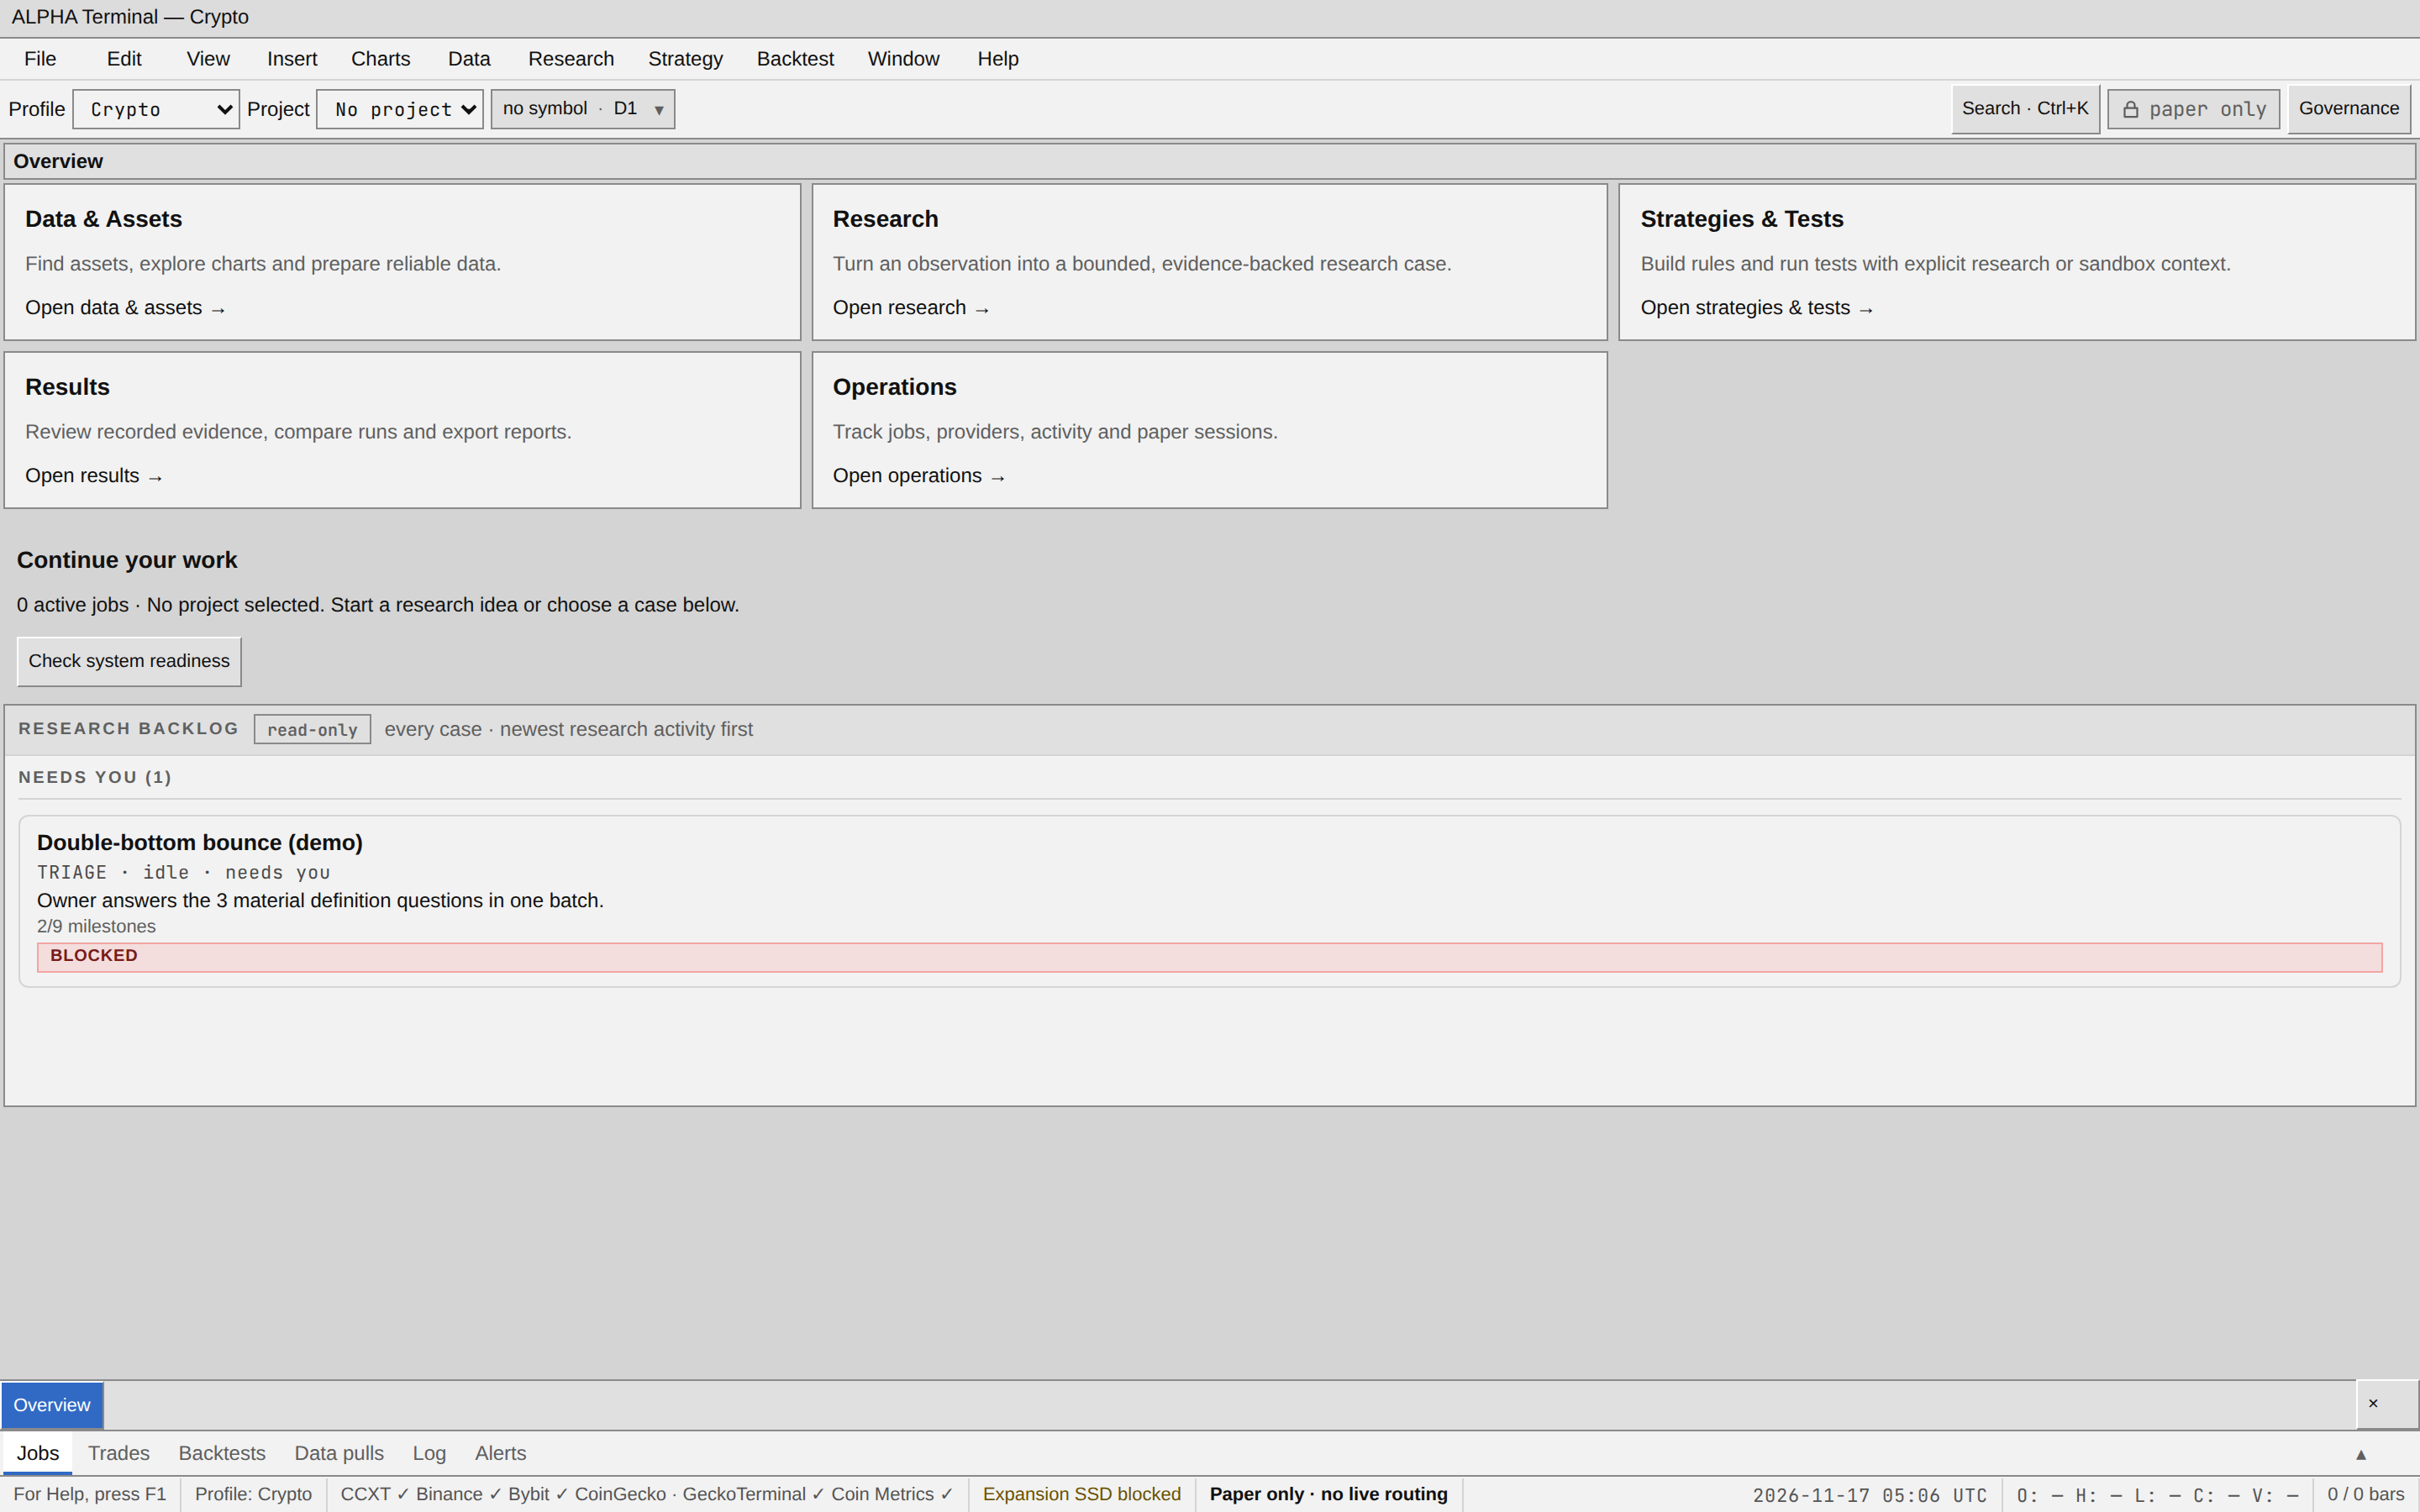 ALPHA Terminal — Crypto
File Edit View Insert Charts Data Research Strategy Backtest Window Help
Profile Crypto Project No project no symbol · D1 ▾ Search · Ctrl+K paper only Governance
Overview
Data & Assets
Find assets, explore charts and prepare reliable data.
Open data & assets →
Research
Turn an observation into a bounded, evidence-backed research case.
Open research →
Strategies & Tests
Build rules and run tests with explicit research or sandbox context.
Open strategies & tests →
Results
Review recorded evidence, compare runs and export reports.
Open results →
Operations
Track jobs, providers, activity and paper sessions.
Open operations →
Continue your work
0 active jobs · No project selected. Start a research idea or choose a case below.
Check system readiness
RESEARCH BACKLOG read-only every case · newest research activity first
NEEDS YOU (1)
Double-bottom bounce (demo)
TRIAGE · idle · needs you
Owner answers the 3 material definition questions in one batch.
2/9 milestones
BLOCKED
Overview ×
Jobs Trades Backtests Data pulls Log Alerts ▲
For Help, press F1 Profile: Crypto CCXT ✓ Binance ✓ Bybit ✓ CoinGecko · GeckoTerminal ✓ Coin Metrics ✓ Expansion SSD blocked Paper only · no live routing 2026-11-17 05:06 UTC O: — H: — L: — C: — V: — 0 / 0 bars